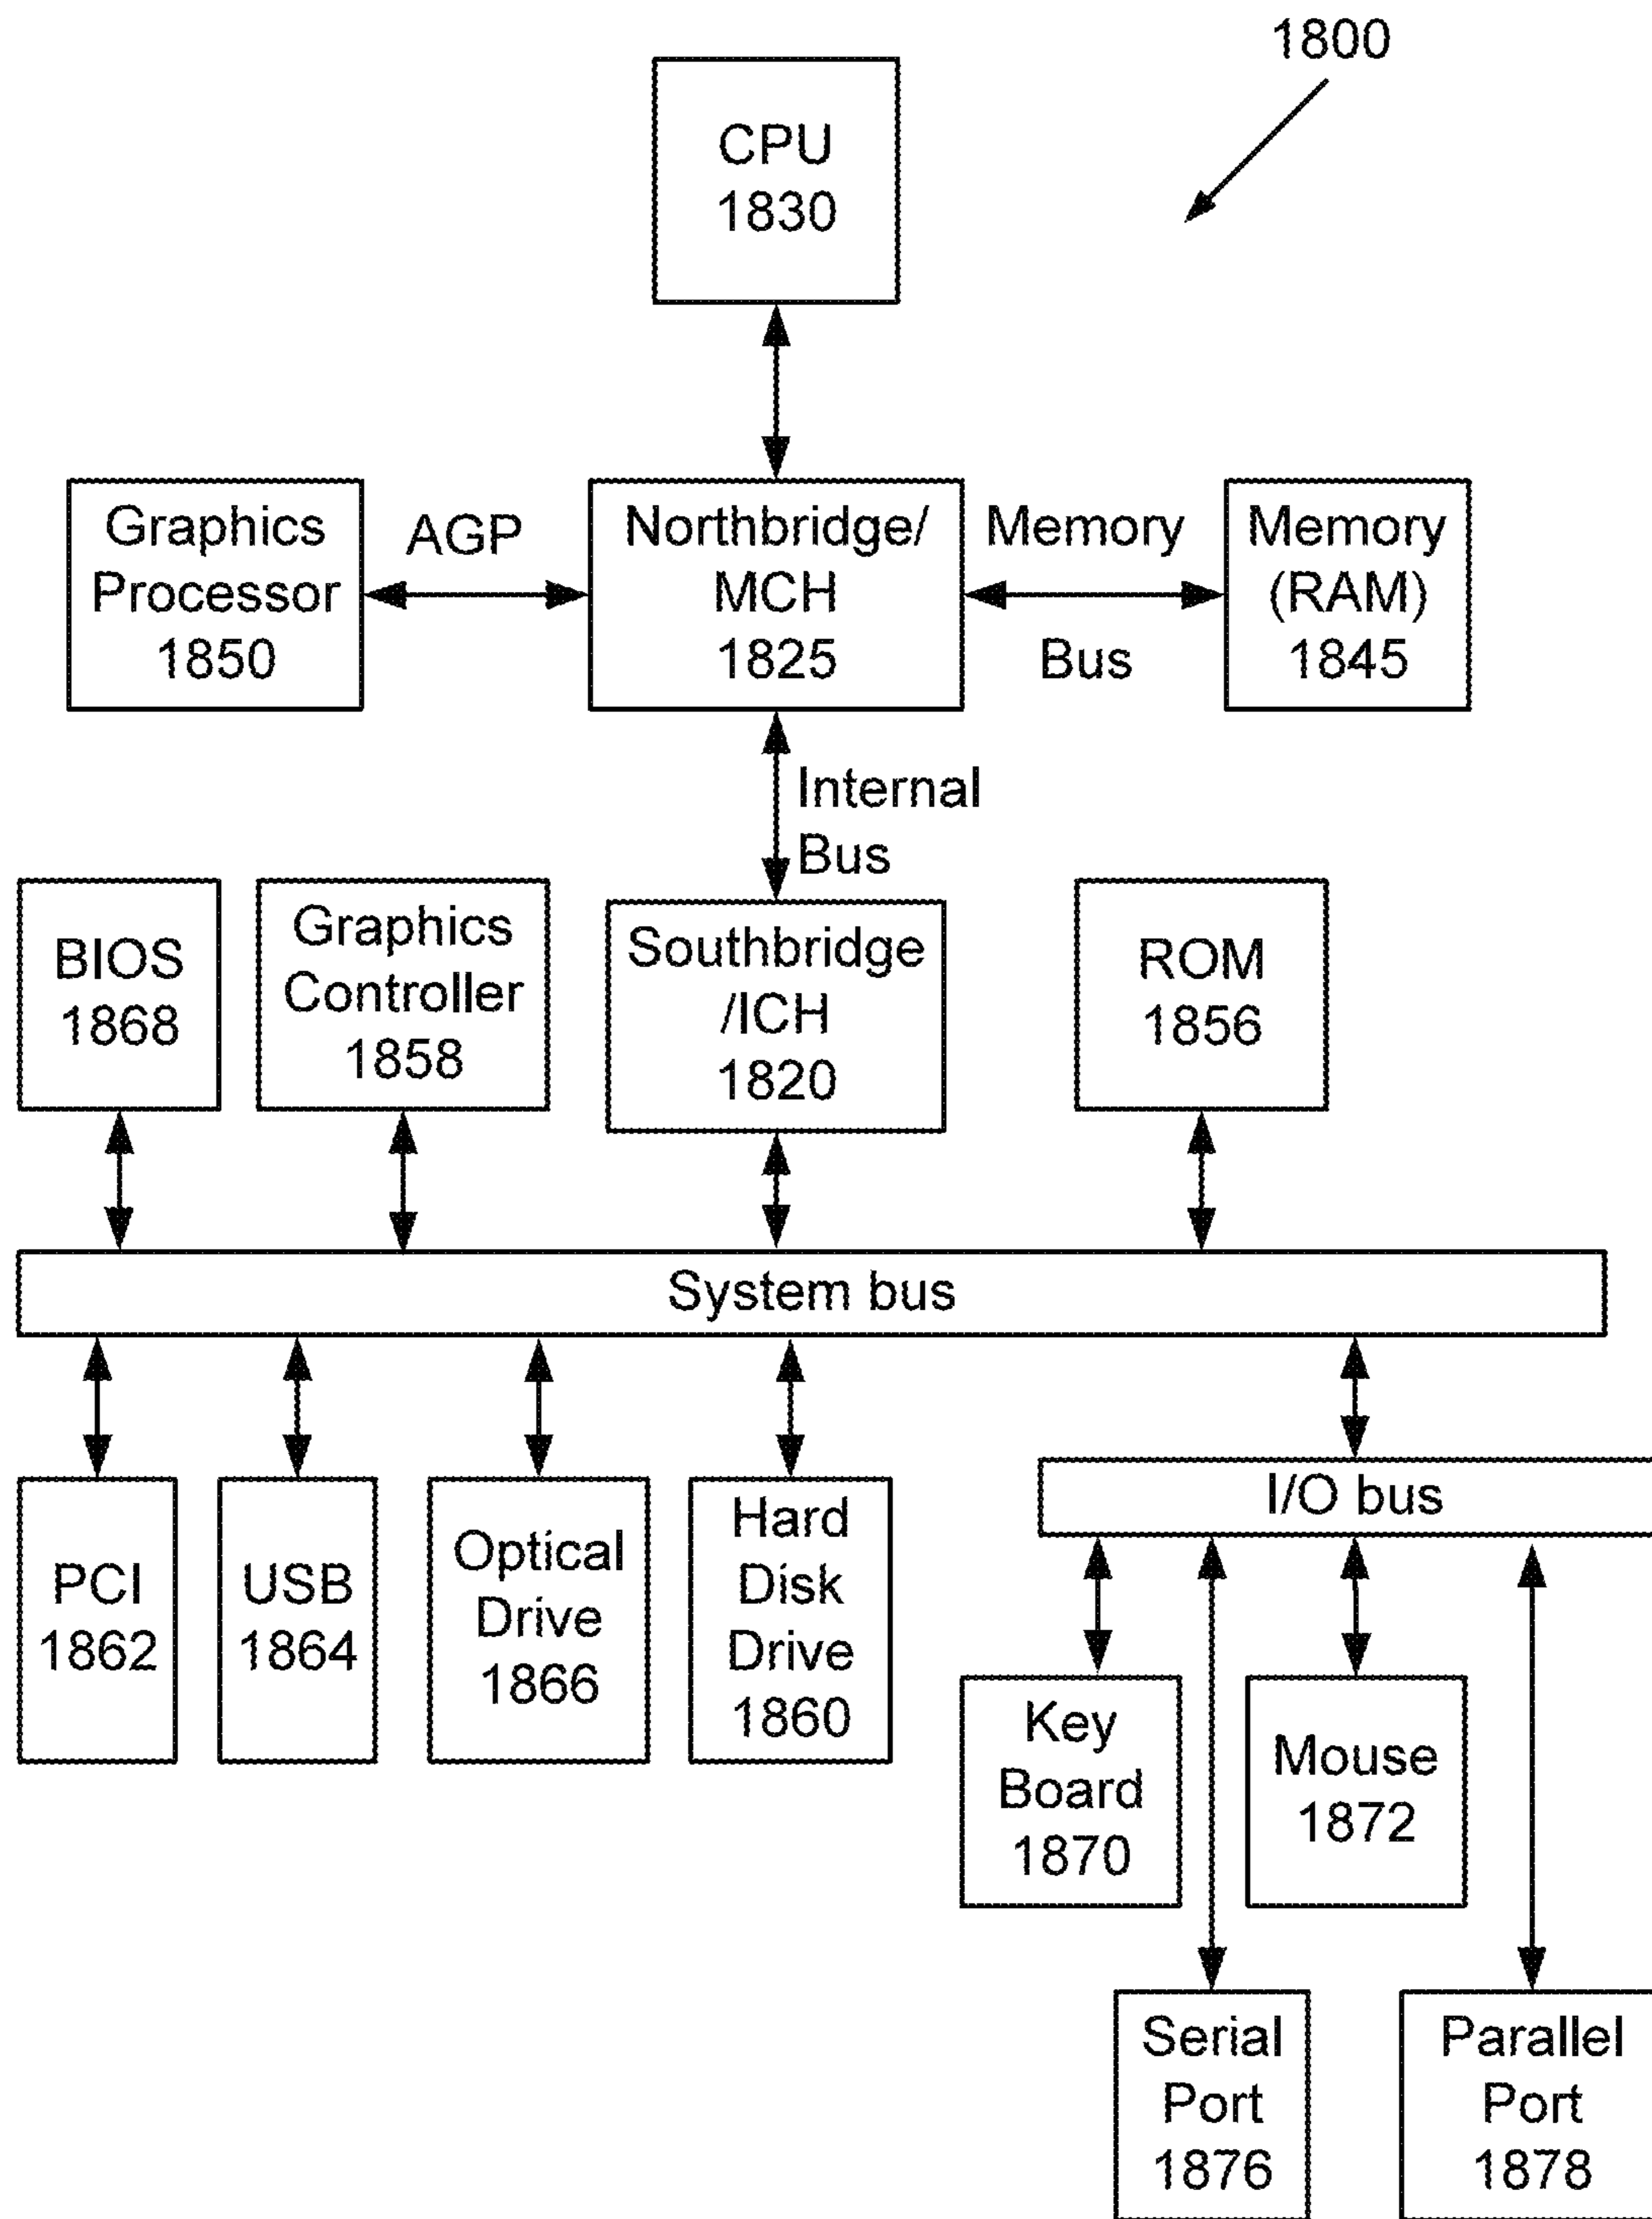 1800
CPU
1830
Graphics
Processor
1850
AGP
Northbridge/
MCH
1825
Memory
Bus
Memory
(RAM)
1845
Internal
Bus
BIOS
1868
Graphics
Controller
1858
Southbridge
/ICH
1820
ROM
1856
System bus
PCI
1862
USB
1864
Optical
Drive
1866
Hard
Disk
Drive
1860
I/O bus
Key
Board
1870
Mouse
1872
Serial
Port
1876
Parallel
Port
1878